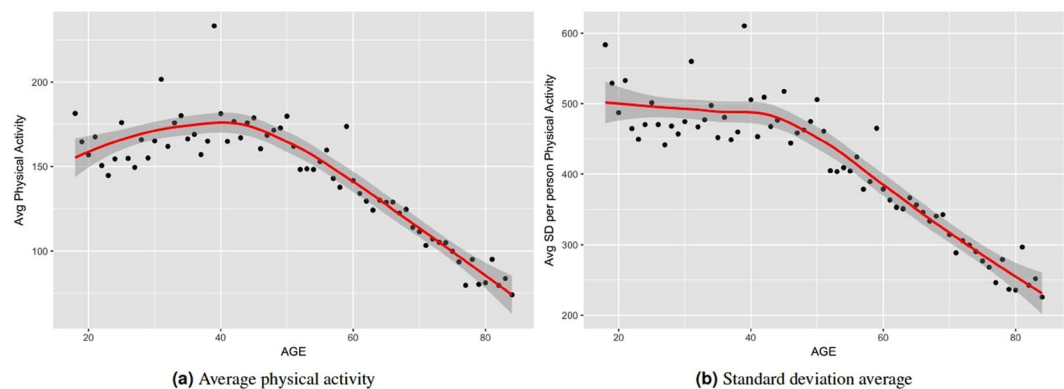 Avg Physical Activity
200
150
100
20
40
60
80
AGE
(a) Average physical activity
Avg SD per person Physical Activity
600
500
400
300
200
20
40
60
80
AGE
(b) Standard deviation average